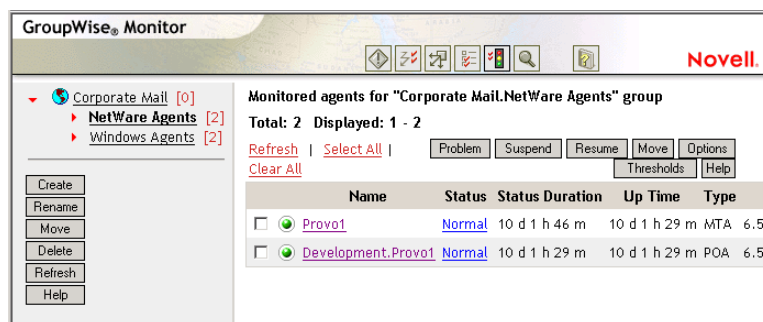 GroupWise® Monitor
Novell.
Corporate Mail [0]
NetWare Agents [2]
Windows Agents [2]
Create
Rename
Move
Delete
Refresh
Help
Monitored agents for "Corporate Mail.NetWare Agents" group
Total: 2 Displayed: 1 - 2
Refresh | Select All | Problem Suspend Resume Move Options
Clear All Thresholds Help
Name Status Status Duration Up Time Type
Provo1 Normal 10 d 1 h 46 m 10 d 1 h 29 m MTA 6.5
Development.Provo1 Normal 10 d 1 h 29 m 10 d 1 h 29 m POA 6.5